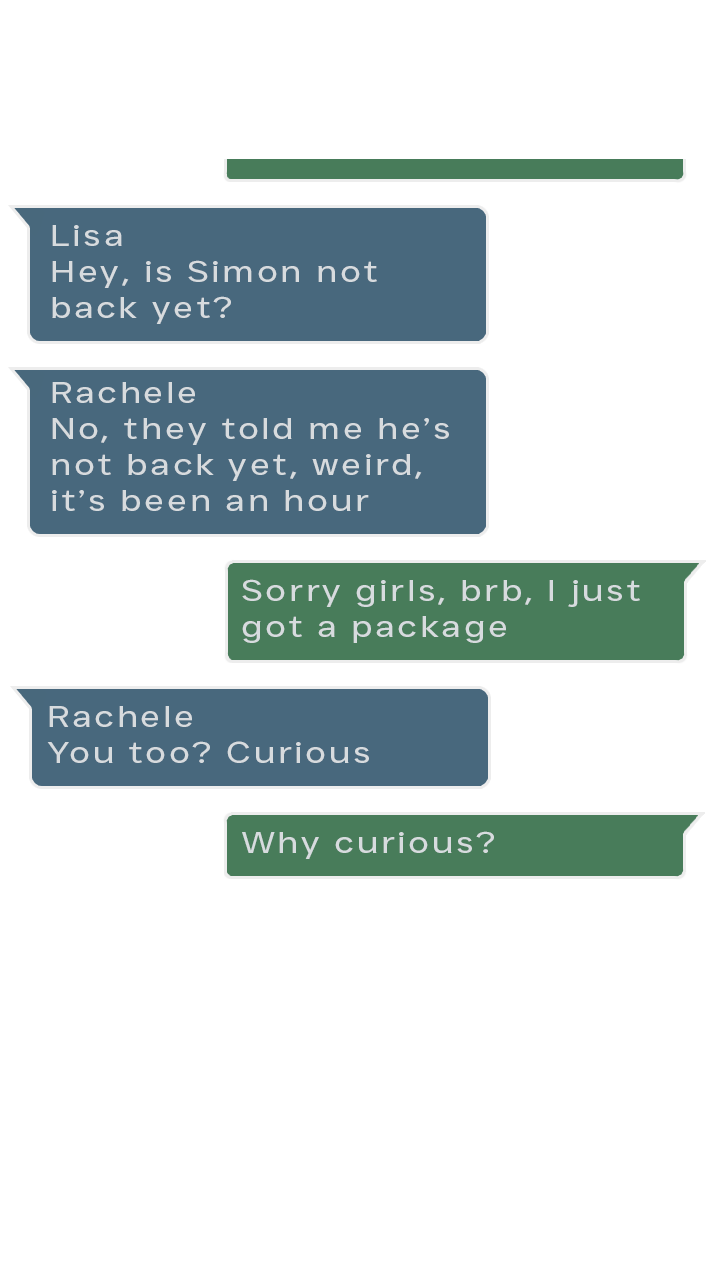 Lisa
Hey, is Simon not
back yet?
Rachele
No, they told me he’s
not back yet, weird,
it’s been an hour
Sorry girls, brb, I just
got a package
Rachele
You too? Curious
Why curious?